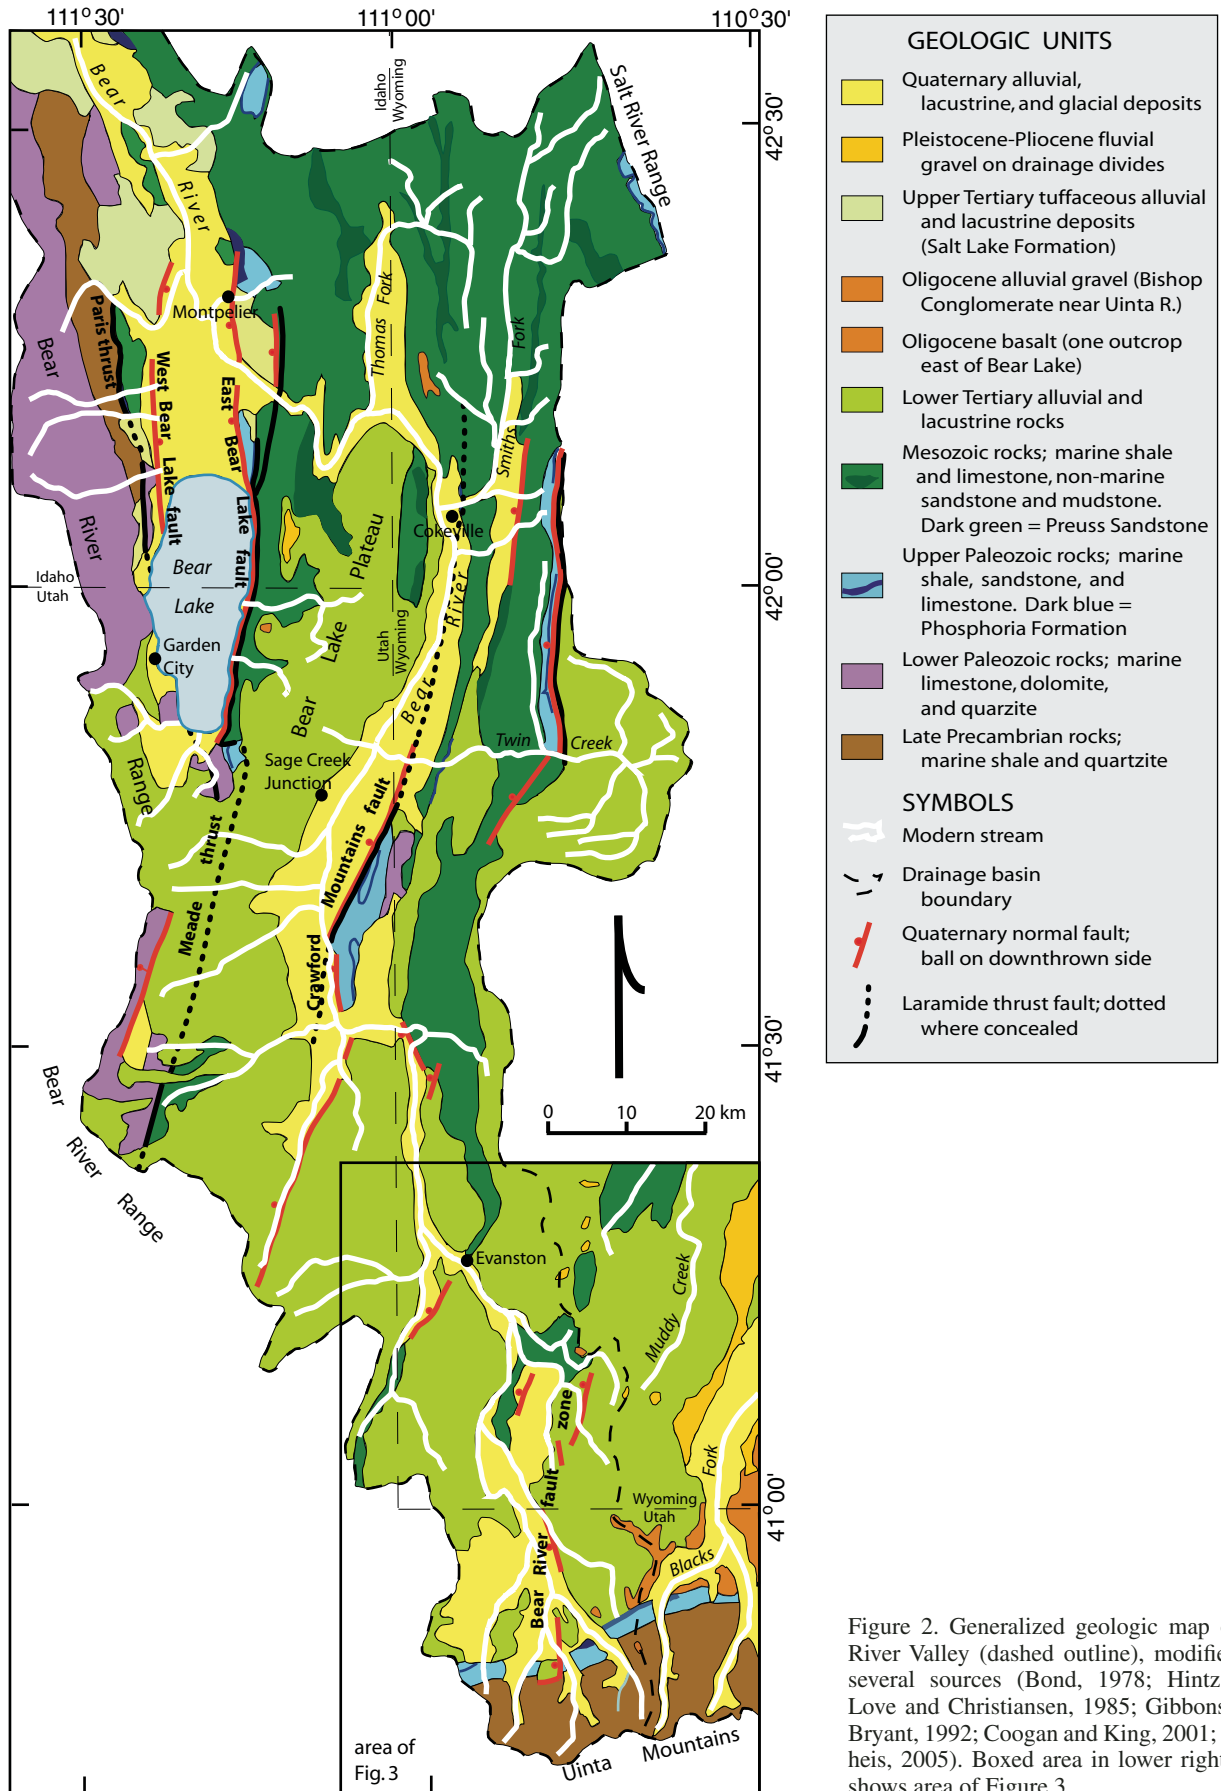 111°30'
111°00'
110°30'
42°30'
42°00'
41°30'
41°00'
Bear
River
Idaho
Wyoming
Salt River Range
Thomas Fork
Smiths Fork
Montpelier
Paris thrust
West Bear Lake fault
East Bear Lake fault
Bear
River
Range
Idaho
Utah
Bear
Lake
Garden
City
Cokeville
Bear Lake Plateau
Utah
Wyoming
Bear River
Twin Creek
Sage Creek
Junction
Crawford Mountains fault
Meade thrust
Bear
River
Range
0 10 20 km
Evanston
Muddy Creek
Bear River fault zone
Wyoming
Utah
Blacks Fork
Uinta Mountains
area of
Fig. 3
GEOLOGIC UNITS
Quaternary alluvial,
lacustrine, and glacial deposits
Pleistocene-Pliocene fluvial
gravel on drainage divides
Upper Tertiary tuffaceous alluvial
and lacustrine deposits
(Salt Lake Formation)
Oligocene alluvial gravel (Bishop
Conglomerate near Uinta R.)
Oligocene basalt (one outcrop
east of Bear Lake)
Lower Tertiary alluvial and
lacustrine rocks
Mesozoic rocks; marine shale
and limestone, non-marine
sandstone and mudstone.
Dark green = Preuss Sandstone
Upper Paleozoic rocks; marine
shale, sandstone, and
limestone. Dark blue =
Phosphoria Formation
Lower Paleozoic rocks; marine
limestone, dolomite,
and quarzite
Late Precambrian rocks;
marine shale and quartzite
SYMBOLS
Modern stream
Drainage basin
boundary
Quaternary normal fault;
ball on downthrown side
Laramide thrust fault; dotted
where concealed
Figure 2. Generalized geologic map
River Valley (dashed outline), modifie
several sources (Bond, 1978; Hintz
Love and Christiansen, 1985; Gibbons
Bryant, 1992; Coogan and King, 2001;
heis, 2005). Boxed area in lower right
shows area of Figure 3